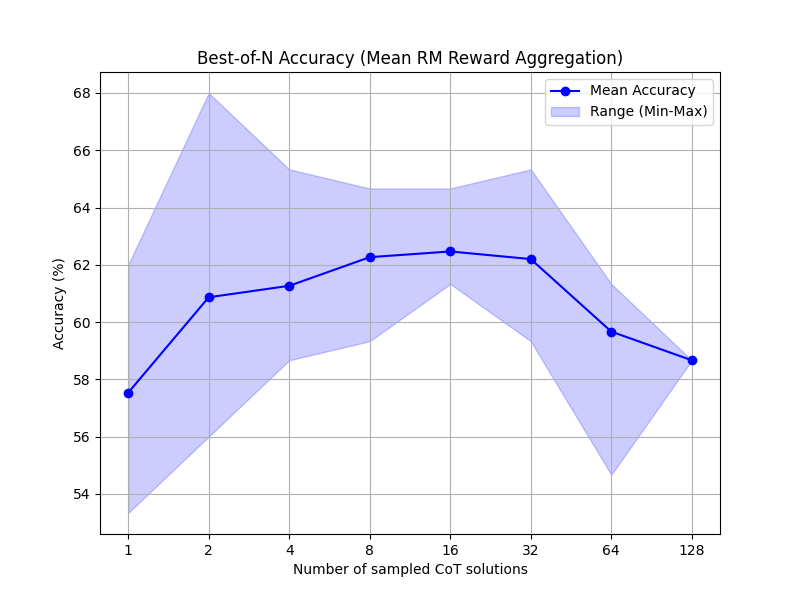 Best-of-N Accuracy (Mean RM Reward Aggregation)
Mean Accuracy
Range (Min-Max)
Accuracy (%)
68
66
64
62
60
58
56
54
1 2 4 8 16 32 64 128
Number of sampled CoT solutions